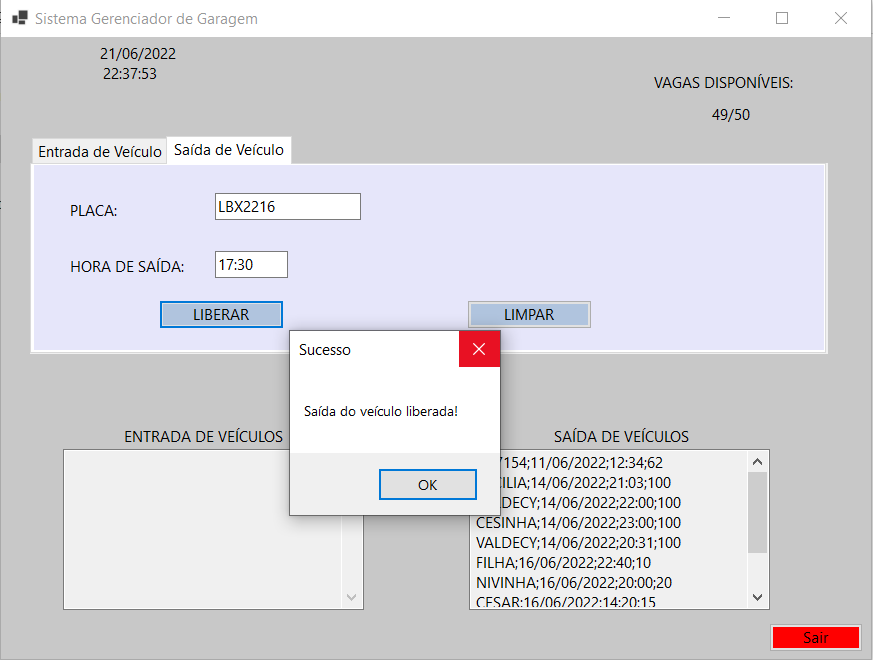 Sistema Gerenciador de Garagem
21/06/2022
22:37:53
VAGAS DISPONÍVEIS:
49/50
Entrada de Veículo
Saída de Veículo
PLACA:
LBX2216
HORA DE SAÍDA:
17:30
LIBERAR
LIMPAR
Sucesso
Saída do veículo liberada!
OK
ENTRADA DE VEÍCULOS
SAÍDA DE VEÍCULOS
154;11/06/2022;12:34;62
ILIA;14/06/2022;21:03;100
DECY;14/06/2022;22:00;100
CESINHA;14/06/2022;23:00;100
VALDECY;14/06/2022;20:31;100
FILHA;16/06/2022;22:40;10
NIVINHA;16/06/2022;20:00;20
CESAR;16/06/2022;14:20;15
Sair